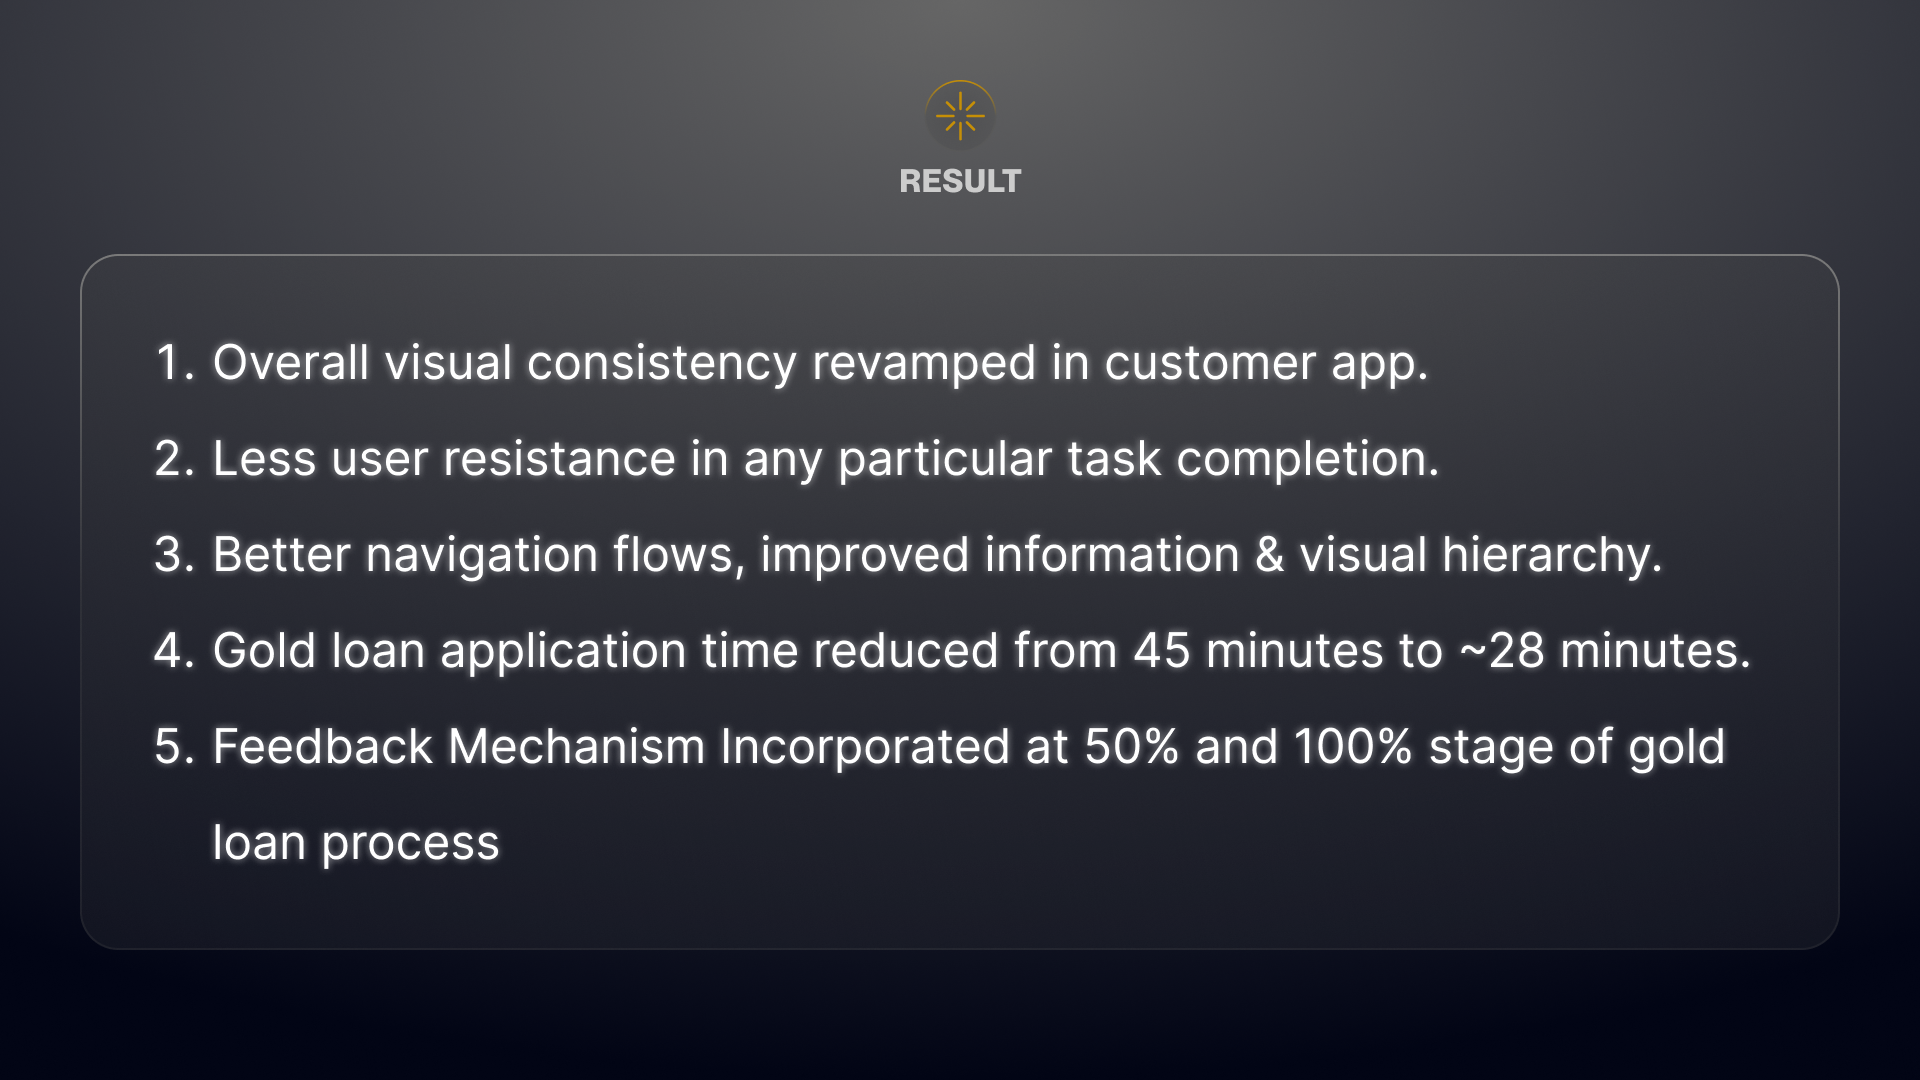 RESULT
1. Overall visual consistency revamped in customer app.
2. Less user resistance in any particular task completion.
3. Better navigation flows, improved information & visual hierarchy.
4. Gold loan application time reduced from 45 minutes to ~28 minutes.
5. Feedback Mechanism Incorporated at 50% and 100% stage of gold
loan process